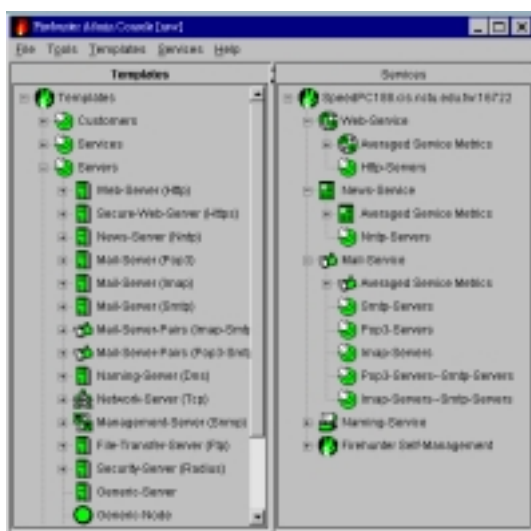 Firehunter Admin Console
File Tools Templates Services Help
Templates
Templates
Customers
Services
Servers
Web-Server (Http)
Secure-Web-Server (Https)
News-Server (Nntp)
Mail-Server (Pop3)
Mail-Server (Imap)
Mail-Server (Smtp)
Mail-Server-Pairs (Imap-Smtp
Mail-Server-Pairs (Pop3-Smt
Naming-Server (Dns)
Network-Server (Tcp)
Management-Server (Snmp)
File-Transfer-Server (Ftp)
Security-Server (Radius)
Generic-Server
Generic-Node
Services
Web-Service
Averaged Service Metrics
Http-Servers
News-Service
Averaged Service Metrics
Nntp-Servers
Mail-Service
Averaged Service Metrics
Smtp-Servers
Pop3-Servers
Imap-Servers
Pop3-Servers--Smtp-Servers
Imap-Servers--Smtp-Servers
Naming-Service
Firehunter Self-Management